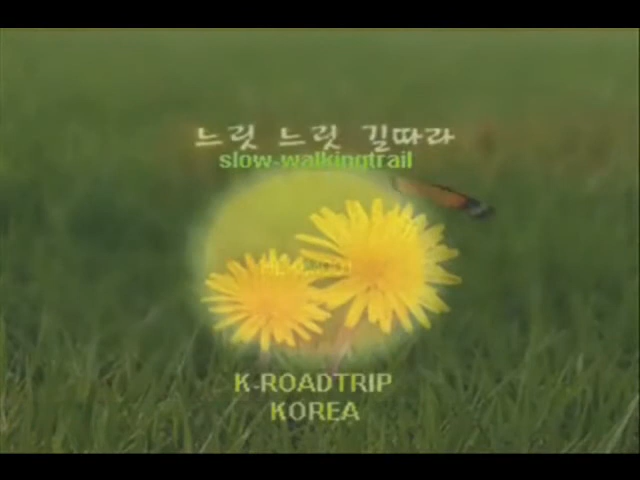 느릿 느릿 길따라
slow-walkingtrail
K-ROADTRIP
KOREA